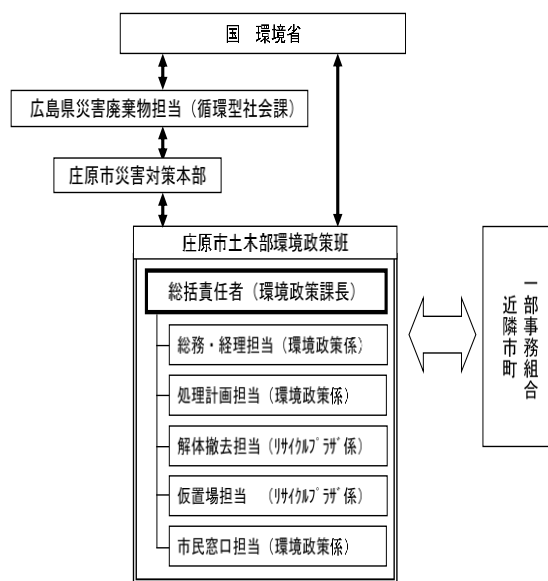 国　環境省
広島県災害廃棄物担当（循環型社会課）
庄原市災害対策本部
庄原市土木部環境政策班
総括責任者（環境政策課長）
総務・経理担当（環境政策係）
処理計画担当（環境政策係）
解体撤去担当（ﾘｻｲｸﾙﾌﾟﾗｻﾞ係）
仮置場担当　（ﾘｻｲｸﾙﾌﾟﾗｻﾞ係）
市民窓口担当（環境政策係）
一部事務組合
近隣市町